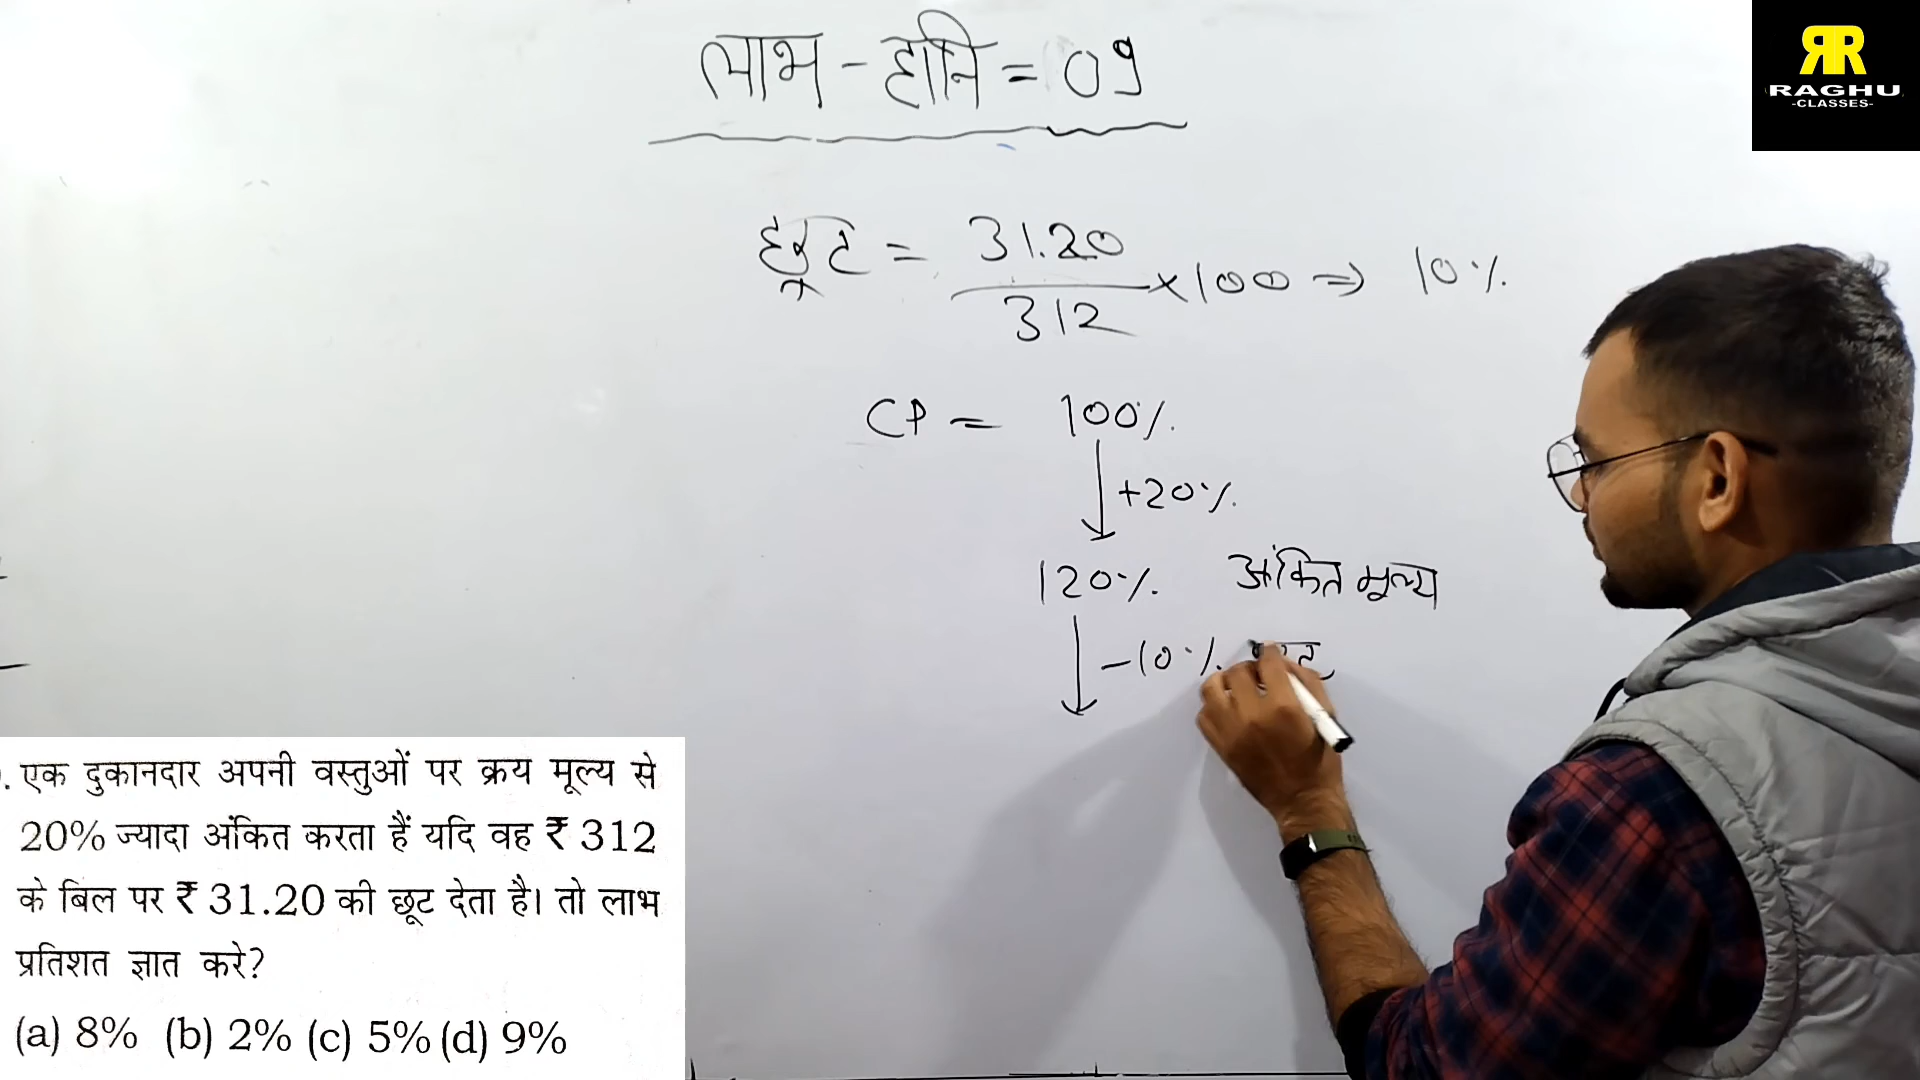 लाभ - हानि = 09
RR
RAGHU
-CLASSES-
छूट = 31.20 / 312 × 100 ⇒ 10%
CP = 100%
+20%
120% अंकित मूल्य
-10%
. एक दुकानदार अपनी वस्तुओं पर क्रय मूल्य से
20% ज्यादा अंकित करता हैं यदि वह ₹ 312
के बिल पर ₹ 31.20 की छूट देता है। तो लाभ
प्रतिशत ज्ञात करे?
(a) 8% (b) 2% (c) 5% (d) 9%